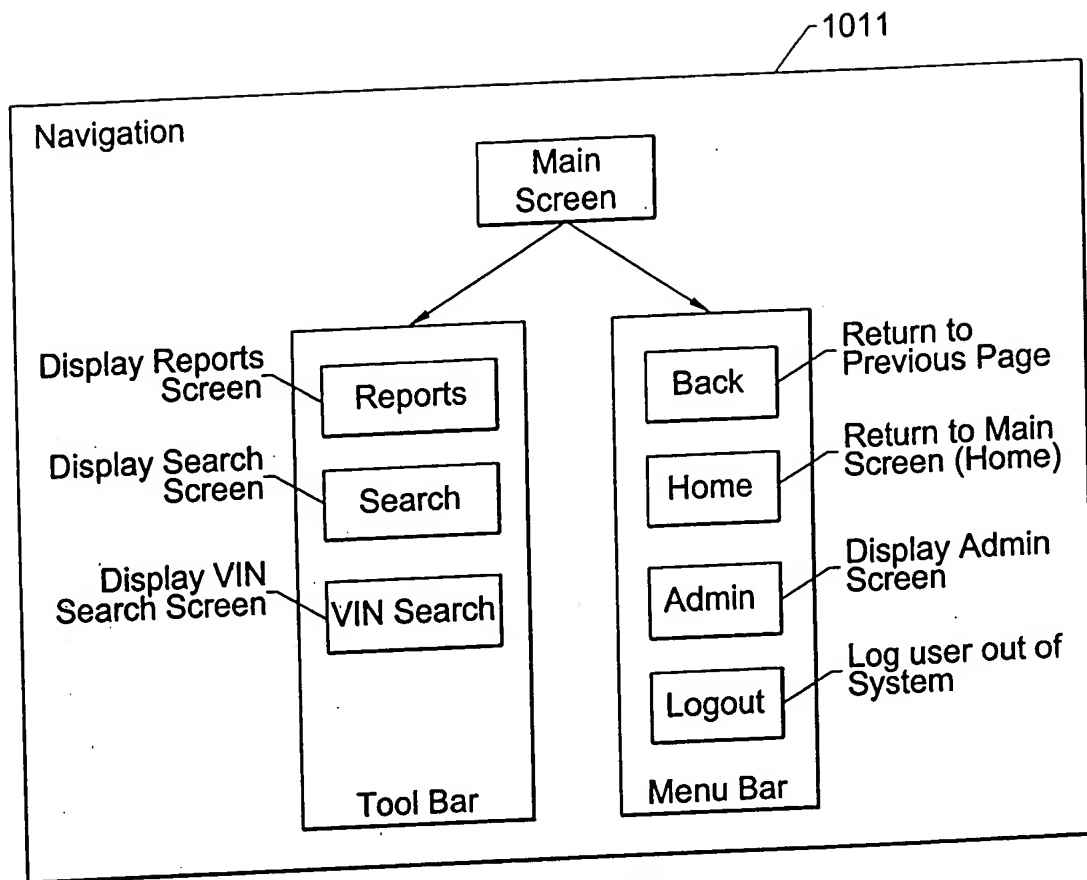 1011
Navigation
Main
Screen
Display Reports
Screen
Reports
Display Search
Screen
Search
Display VIN
Search Screen
VIN Search
Tool Bar
Back
Return to
Previous Page
Home
Return to Main
Screen (Home)
Admin
Display Admin
Screen
Logout
Log user out of
System
Menu Bar